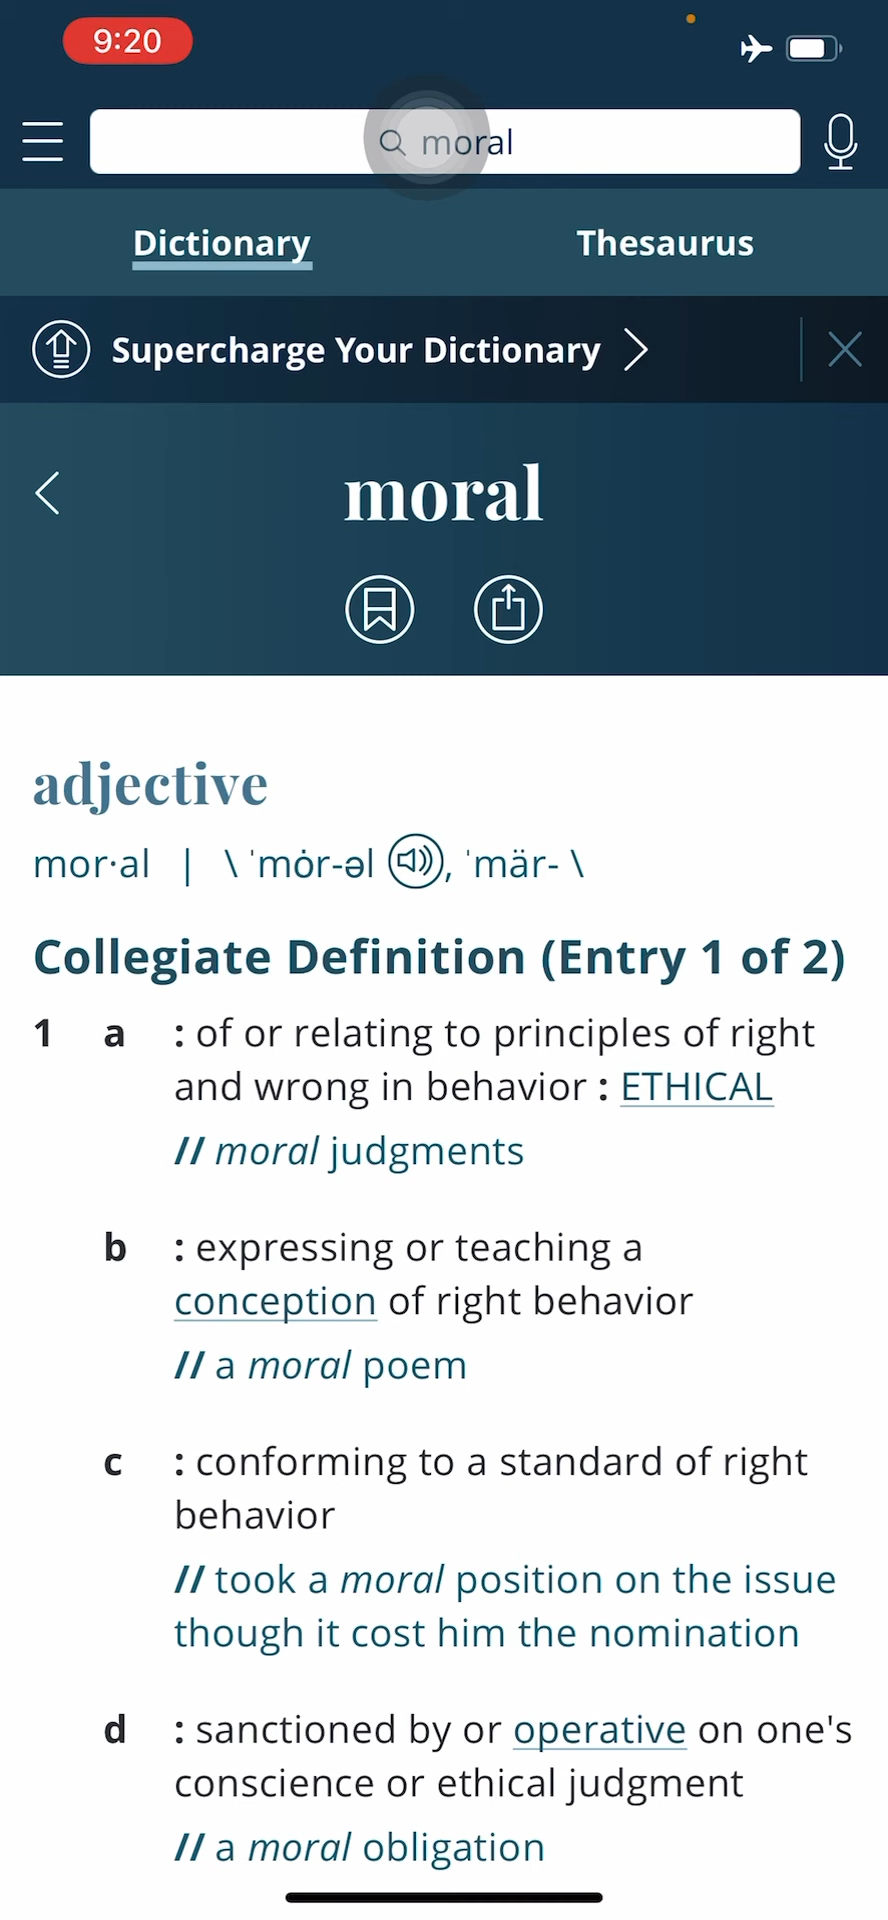 9:20
moral
Dictionary Thesaurus
Supercharge Your Dictionary
moral
adjective
mor·al | \ ˈmȯr-əl , ˈmär- \
Collegiate Definition (Entry 1 of 2)
1 a : of or relating to principles of right
and wrong in behavior : ETHICAL
// moral judgments
b : expressing or teaching a
conception of right behavior
// a moral poem
c : conforming to a standard of right
behavior
// took a moral position on the issue
though it cost him the nomination
d : sanctioned by or operative on one's
conscience or ethical judgment
// a moral obligation